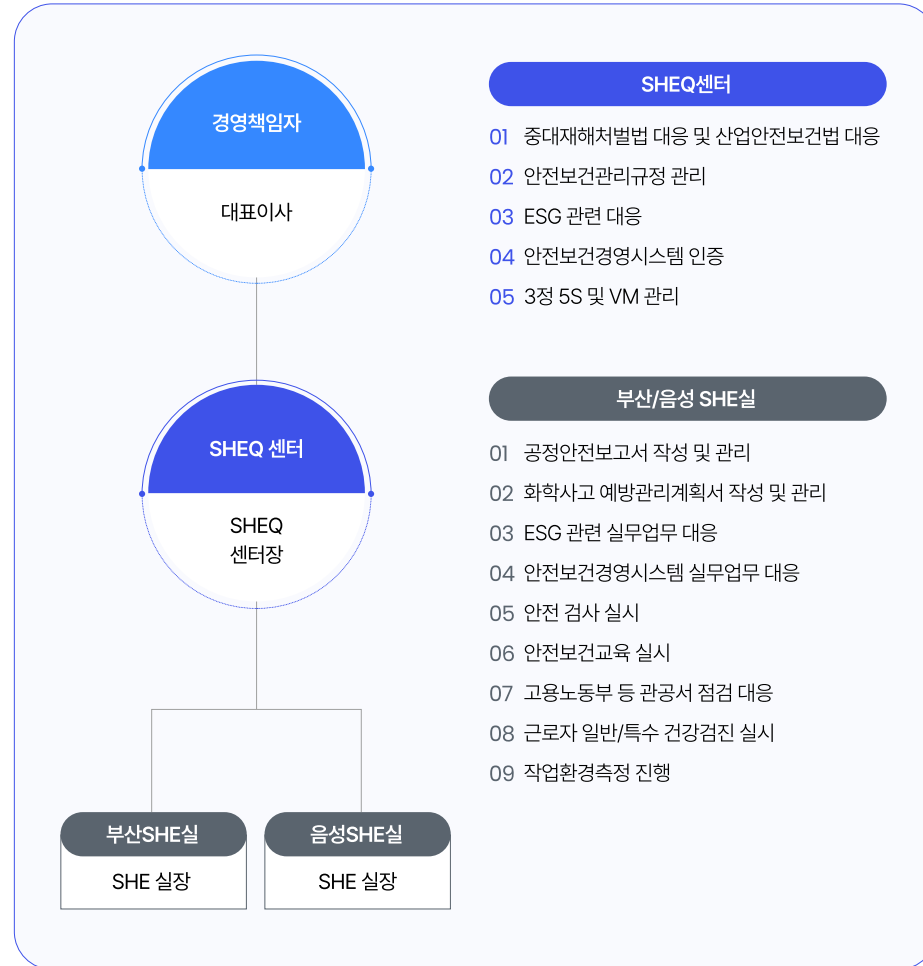 경영책임자
대표이사
SHEQ 센터
SHEQ
센터장
부산SHE실
SHE 실장
음성SHE실
SHE 실장
SHEQ센터
01 중대재해처벌법 대응 및 산업안전보건법 대응
02 안전보건관리규정 관리
03 ESG 관련 대응
04 안전보건경영시스템 인증
05 3정 5S 및 VM 관리
부산/음성 SHE실
01 공정안전보고서 작성 및 관리
02 화학사고 예방관리계획서 작성 및 관리
03 ESG 관련 실무업무 대응
04 안전보건경영시스템 실무업무 대응
05 안전 검사 실시
06 안전보건교육 실시
07 고용노동부 등 관공서 점검 대응
08 근로자 일반/특수 건강검진 실시
09 작업환경측정 진행